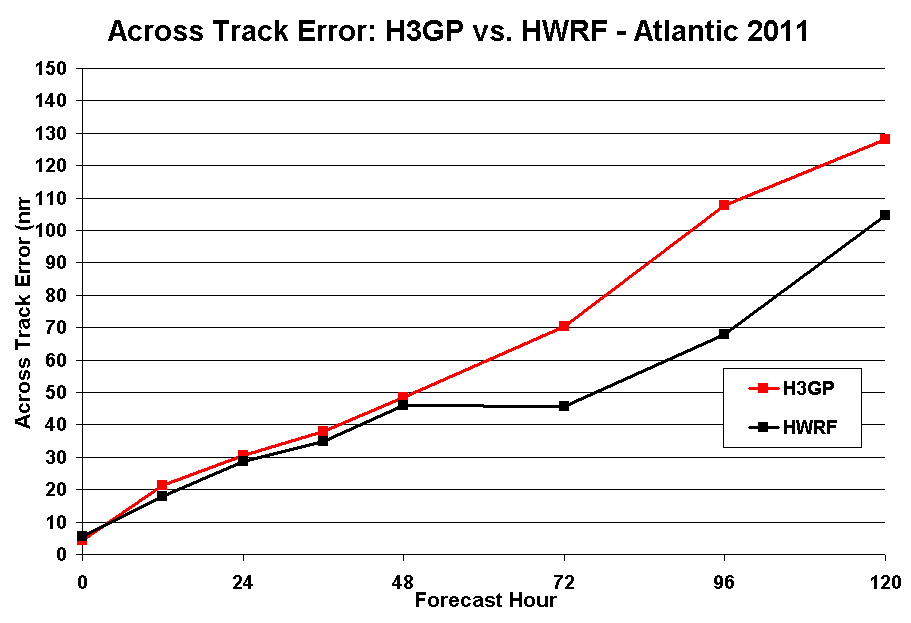 Across Track Error: H3GP vs. HWRF - Atlantic 2011
150
140
130
120
110
100
90
80
70
60
50
40
30
20
10
0
Across Track Error (nm
H3GP
HWRF
0 24 48 72 96 120
Forecast Hour